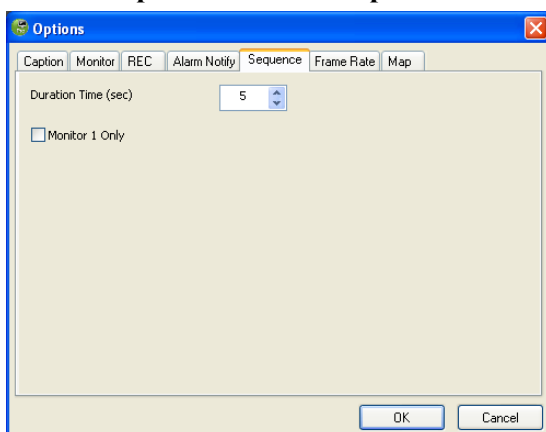 Options
Caption Monitor REC Alarm Notify Sequence Frame Rate Map
Duration Time (sec) 5
Monitor 1 Only
OK Cancel